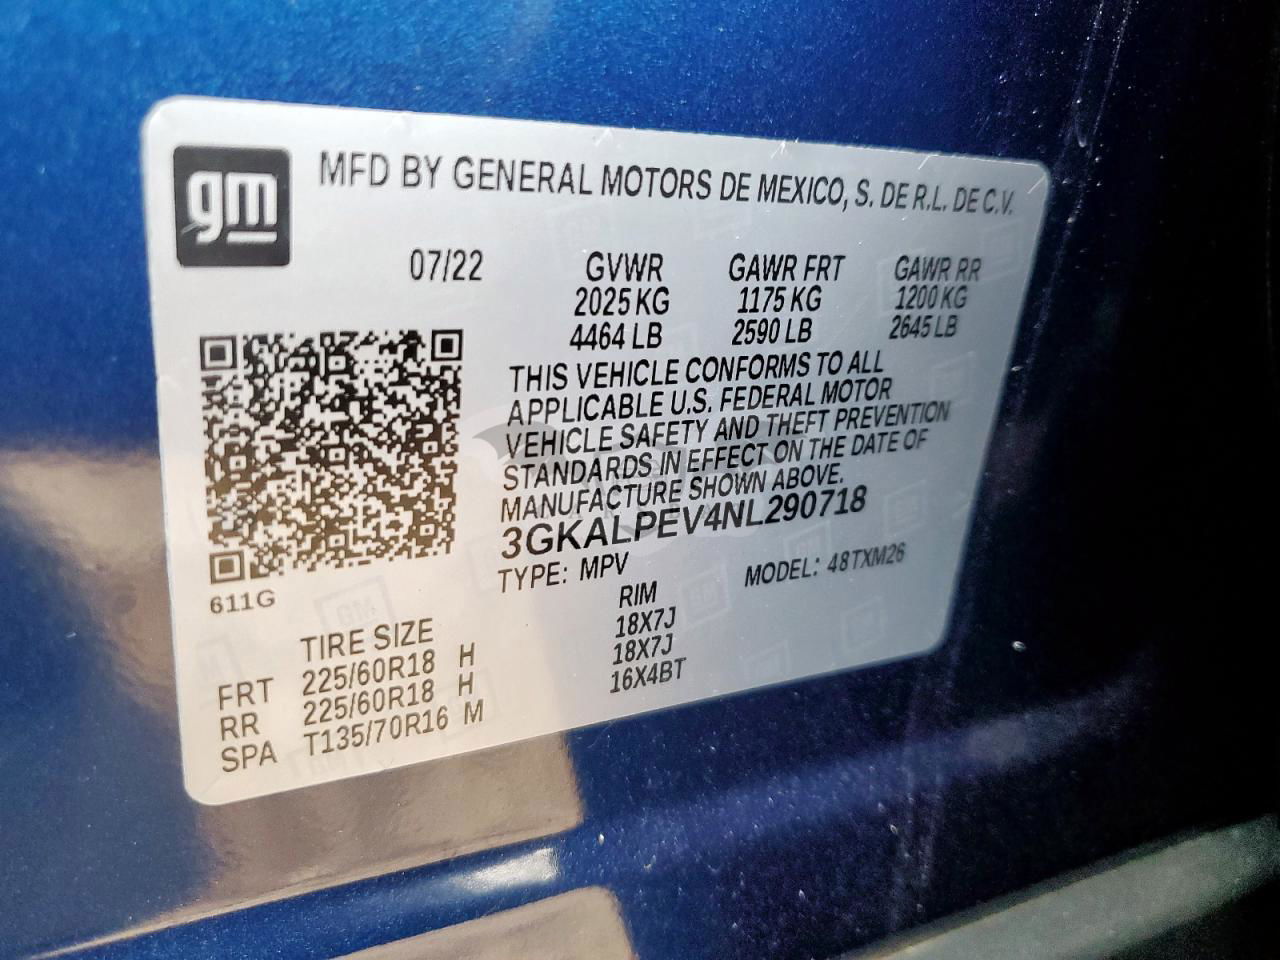 gm
MFD BY GENERAL MOTORS DE MEXICO, S. DE R.L. DE C.V.
07/22 GVWR GAWR FRT GAWR RR
2025 KG 1175 KG 1200 KG
4464 LB 2590 LB 2645 LB
THIS VEHICLE CONFORMS TO ALL
APPLICABLE U.S. FEDERAL MOTOR
VEHICLE SAFETY AND THEFT PREVENTION
STANDARDS IN EFFECT ON THE DATE OF
MANUFACTURE SHOWN ABOVE.
3GKALPEV4NL290718
TYPE: MPV MODEL: 48TXM26
611G
TIRE SIZE RIM
FRT 225/60R18 H 18X7J
RR 225/60R18 H 18X7J
SPA T135/70R16 M 16X4BT